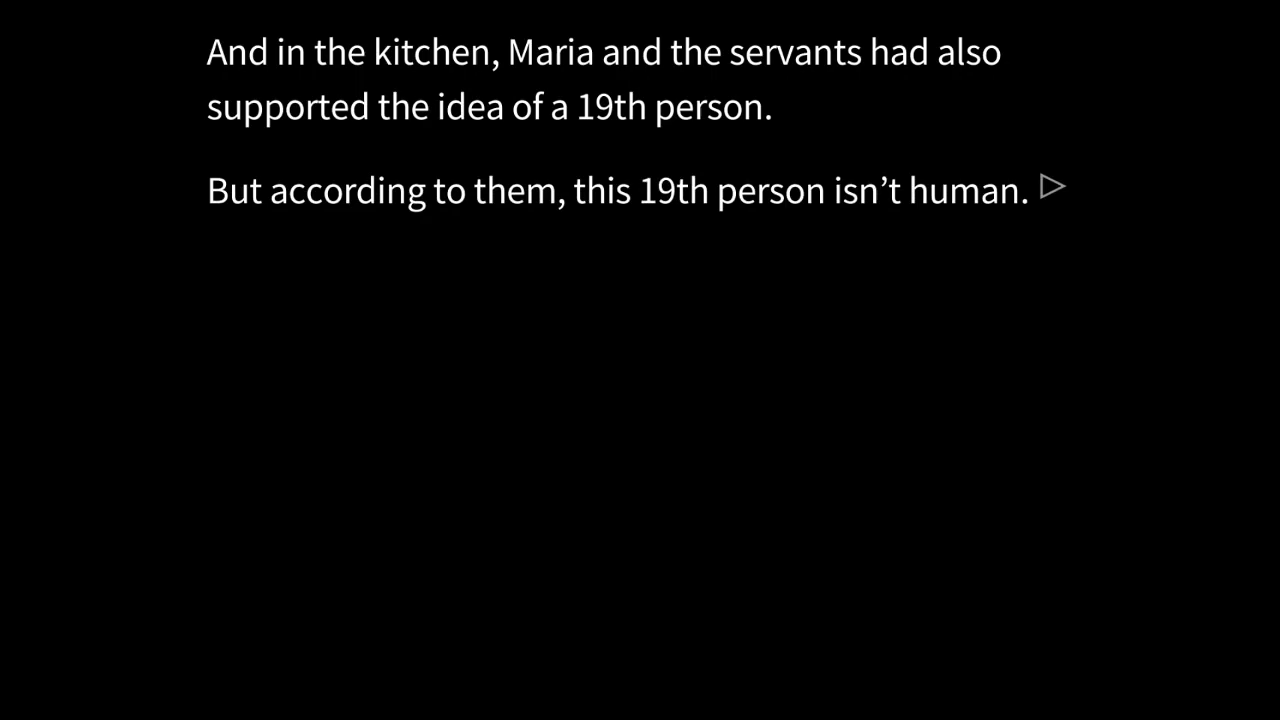 And in the kitchen, Maria and the servants had also
supported the idea of a 19th person.
But according to them, this 19th person isn’t human.